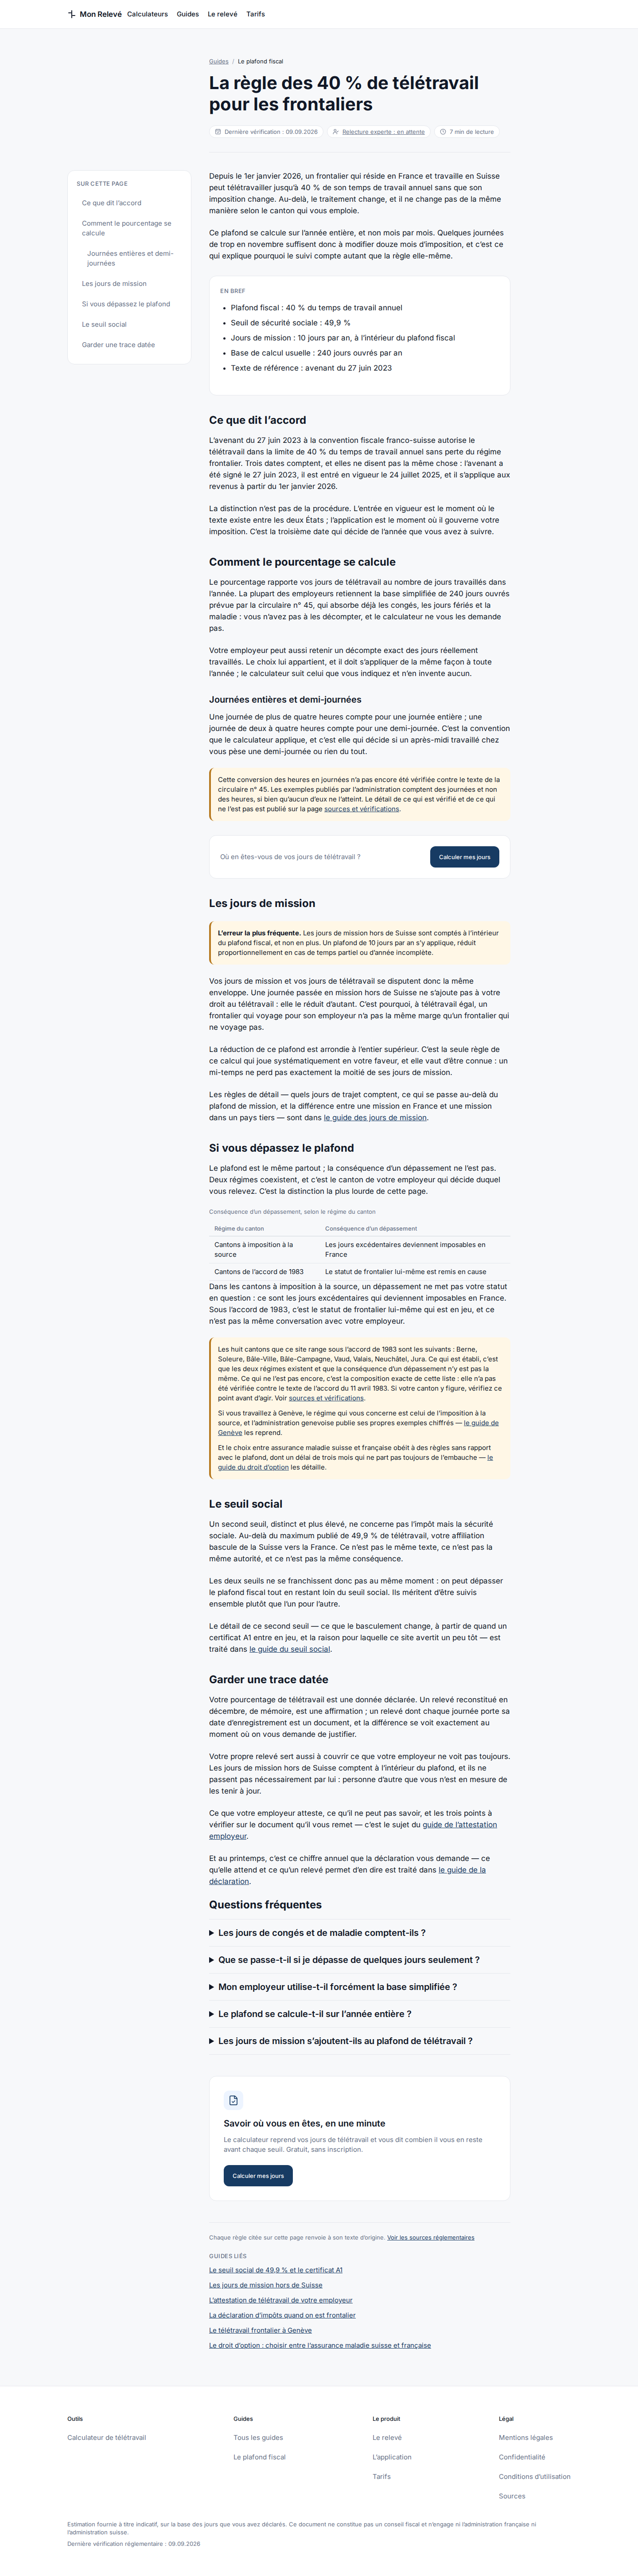 Mon Relevé Calculateurs Guides Le relevé Tarifs
Guides / Le plafond fiscal
La règle des 40 % de télétravail
pour les frontaliers
Dernière vérification : 09.09.2026 Relecture experte : en attente 7 min de lecture
SUR CETTE PAGE
Ce que dit l’accord
Comment le pourcentage se
calcule
Journées entières et demi-
journées
Les jours de mission
Si vous dépassez le plafond
Le seuil social
Garder une trace datée
Depuis le 1er janvier 2026, un frontalier qui réside en France et travaille en Suisse
peut télétravailler jusqu’à 40 % de son temps de travail annuel sans que son
imposition change. Au-delà, le traitement change, et il ne change pas de la même
manière selon le canton qui vous emploie.
Ce plafond se calcule sur l’année entière, et non mois par mois. Quelques journées
de trop en novembre suffisent donc à modifier douze mois d’imposition, et c’est ce
qui explique pourquoi le suivi compte autant que la règle elle-même.
EN BREF
Plafond fiscal : 40 % du temps de travail annuel
Seuil de sécurité sociale : 49,9 %
Jours de mission : 10 jours par an, à l’intérieur du plafond fiscal
Base de calcul usuelle : 240 jours ouvrés par an
Texte de référence : avenant du 27 juin 2023
Ce que dit l’accord
L’avenant du 27 juin 2023 à la convention fiscale franco-suisse autorise le
télétravail dans la limite de 40 % du temps de travail annuel sans perte du régime
frontalier. Trois dates comptent, et elles ne disent pas la même chose : l’avenant a
été signé le 27 juin 2023, il est entré en vigueur le 24 juillet 2025, et il s’applique aux
revenus à partir du 1er janvier 2026.
La distinction n’est pas de la procédure. L’entrée en vigueur est le moment où le
texte existe entre les deux États ; l’application est le moment où il gouverne votre
imposition. C’est la troisième date qui décide de l’année que vous avez à suivre.
Comment le pourcentage se calcule
Le pourcentage rapporte vos jours de télétravail au nombre de jours travaillés dans
l’année. La plupart des employeurs retiennent la base simplifiée de 240 jours ouvrés
prévue par la circulaire n° 45, qui absorbe déjà les congés, les jours fériés et la
maladie : vous n’avez pas à les décompter, et le calculateur ne vous les demande
pas.
Votre employeur peut aussi retenir un décompte exact des jours réellement
travaillés. Le choix lui appartient, et il doit s’appliquer de la même façon à toute
l’année ; le calculateur suit celui que vous indiquez et n’en invente aucun.
Journées entières et demi-journées
Une journée de plus de quatre heures compte pour une journée entière ; une
journée de deux à quatre heures compte pour une demi-journée. C’est la convention
que le calculateur applique, et c’est elle qui décide si un après-midi travaillé chez
vous pèse une demi-journée ou rien du tout.
Cette conversion des heures en journées n’a pas encore été vérifiée contre le texte de la
circulaire n° 45. Les exemples publiés par l’administration comptent des journées et non
des heures, si bien qu’aucun d’eux ne l’atteint. Le détail de ce qui est vérifié et de ce qui
ne l’est pas est publié sur la page sources et vérifications.
Où en êtes-vous de vos jours de télétravail ? Calculer mes jours
Les jours de mission
L’erreur la plus fréquente. Les jours de mission hors de Suisse sont comptés à l’intérieur
du plafond fiscal, et non en plus. Un plafond de 10 jours par an s’y applique, réduit
proportionnellement en cas de temps partiel ou d’année incomplète.
Vos jours de mission et vos jours de télétravail se disputent donc la même
enveloppe. Une journée passée en mission hors de Suisse ne s’ajoute pas à votre
droit au télétravail : elle le réduit d’autant. C’est pourquoi, à télétravail égal, un
frontalier qui voyage pour son employeur n’a pas la même marge qu’un frontalier qui
ne voyage pas.
La réduction de ce plafond est arrondie à l’entier supérieur. C’est la seule règle de
ce calcul qui joue systématiquement en votre faveur, et elle vaut d’être connue : un
mi-temps ne perd pas exactement la moitié de ses jours de mission.
Les règles de détail — quels jours de trajet comptent, ce qui se passe au-delà du
plafond de mission, et la différence entre une mission en France et une mission
dans un pays tiers — sont dans le guide des jours de mission.
Si vous dépassez le plafond
Le plafond est le même partout ; la conséquence d’un dépassement ne l’est pas.
Deux régimes coexistent, et c’est le canton de votre employeur qui décide duquel
vous relevez. C’est la distinction la plus lourde de cette page.
Conséquence d’un dépassement, selon le régime du canton
Régime du canton Conséquence d’un dépassement
Cantons à imposition à la
source
Les jours excédentaires deviennent imposables en
France
Cantons de l’accord de 1983 Le statut de frontalier lui-même est remis en cause
Dans les cantons à imposition à la source, un dépassement ne met pas votre statut
en question : ce sont les jours excédentaires qui deviennent imposables en France.
Sous l’accord de 1983, c’est le statut de frontalier lui-même qui est en jeu, et ce
n’est pas la même conversation avec votre employeur.
Les huit cantons que ce site range sous l’accord de 1983 sont les suivants : Berne,
Soleure, Bâle-Ville, Bâle-Campagne, Vaud, Valais, Neuchâtel, Jura. Ce qui est établi, c’est
que les deux régimes existent et que la conséquence d’un dépassement n’y est pas la
même. Ce qui ne l’est pas encore, c’est la composition exacte de cette liste : elle n’a pas
été vérifiée contre le texte de l’accord du 11 avril 1983. Si votre canton y figure, vérifiez ce
point avant d’agir. Voir sources et vérifications.
Si vous travaillez à Genève, le régime qui vous concerne est celui de l’imposition à la
source, et l’administration genevoise publie ses propres exemples chiffrés — le guide de
Genève les reprend.
Et le choix entre assurance maladie suisse et française obéit à des règles sans rapport
avec le plafond, dont un délai de trois mois qui ne part pas toujours de l’embauche — le
guide du droit d’option les détaille.
Le seuil social
Un second seuil, distinct et plus élevé, ne concerne pas l’impôt mais la sécurité
sociale. Au-delà du maximum publié de 49,9 % de télétravail, votre affiliation
bascule de la Suisse vers la France. Ce n’est pas le même texte, ce n’est pas la
même autorité, et ce n’est pas la même conséquence.
Les deux seuils ne se franchissent donc pas au même moment : on peut dépasser
le plafond fiscal tout en restant loin du seuil social. Ils méritent d’être suivis
ensemble plutôt que l’un pour l’autre.
Le détail de ce second seuil — ce que le basculement change, à partir de quand un
certificat A1 entre en jeu, et la raison pour laquelle ce site avertit un peu tôt — est
traité dans le guide du seuil social.
Garder une trace datée
Votre pourcentage de télétravail est une donnée déclarée. Un relevé reconstitué en
décembre, de mémoire, est une affirmation ; un relevé dont chaque journée porte sa
date d’enregistrement est un document, et la différence se voit exactement au
moment où on vous demande de justifier.
Votre propre relevé sert aussi à couvrir ce que votre employeur ne voit pas toujours.
Les jours de mission hors de Suisse comptent à l’intérieur du plafond, et ils ne
passent pas nécessairement par lui : personne d’autre que vous n’est en mesure de
les tenir à jour.
Ce que votre employeur atteste, ce qu’il ne peut pas savoir, et les trois points à
vérifier sur le document qu’il vous remet — c’est le sujet du guide de l’attestation
employeur.
Et au printemps, c’est ce chiffre annuel que la déclaration vous demande — ce
qu’elle attend et ce qu’un relevé permet d’en dire est traité dans le guide de la
déclaration.
Questions fréquentes
Les jours de congés et de maladie comptent-ils ?
Que se passe-t-il si je dépasse de quelques jours seulement ?
Mon employeur utilise-t-il forcément la base simplifiée ?
Le plafond se calcule-t-il sur l’année entière ?
Les jours de mission s’ajoutent-ils au plafond de télétravail ?
Savoir où vous en êtes, en une minute
Le calculateur reprend vos jours de télétravail et vous dit combien il vous en reste
avant chaque seuil. Gratuit, sans inscription.
Calculer mes jours
Chaque règle citée sur cette page renvoie à son texte d’origine. Voir les sources réglementaires
GUIDES LIÉS
Le seuil social de 49,9 % et le certificat A1
Les jours de mission hors de Suisse
L’attestation de télétravail de votre employeur
La déclaration d’impôts quand on est frontalier
Le télétravail frontalier à Genève
Le droit d’option : choisir entre l’assurance maladie suisse et française
Outils
Calculateur de télétravail
Guides
Tous les guides
Le plafond fiscal
Le produit
Le relevé
L’application
Tarifs
Légal
Mentions légales
Confidentialité
Conditions d’utilisation
Sources
Estimation fournie à titre indicatif, sur la base des jours que vous avez déclarés. Ce document ne constitue pas un conseil fiscal et n’engage ni l’administration française ni
l’administration suisse.
Dernière vérification réglementaire : 09.09.2026